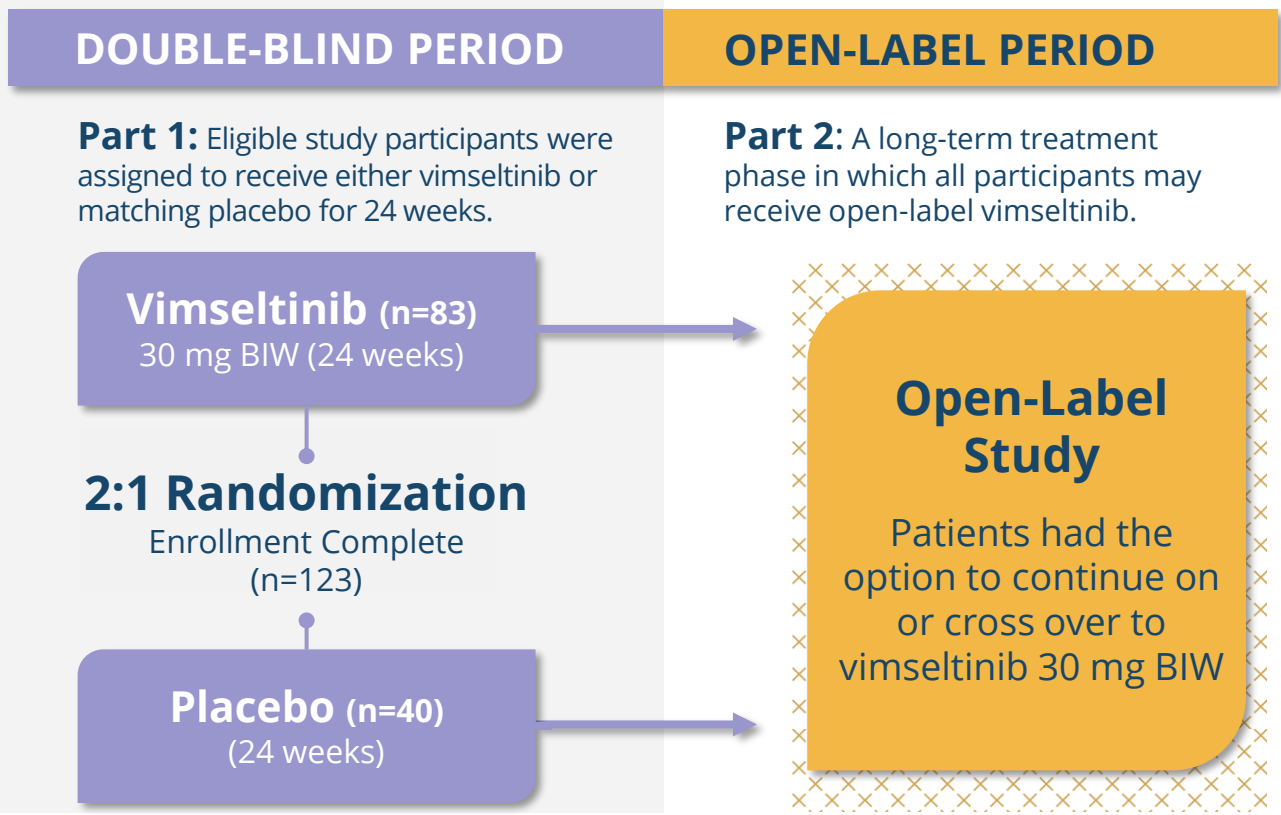 DOUBLE-BLIND PERIOD
Part 1: Eligible study participants were
assigned to receive either vimseltinib or
matching placebo for 24 weeks.
Vimseltinib (n=83)
30 mg BIW (24 weeks)
2:1 Randomization
Enrollment Complete
(n=123)
Placebo (n=40)
(24 weeks)
OPEN-LABEL PERIOD
Part 2: A long-term treatment
phase in which all participants may
receive open-label vimseltinib.
Open-Label
Study
Patients had the
option to continue on
or cross over to
vimseltinib 30 mg BIW